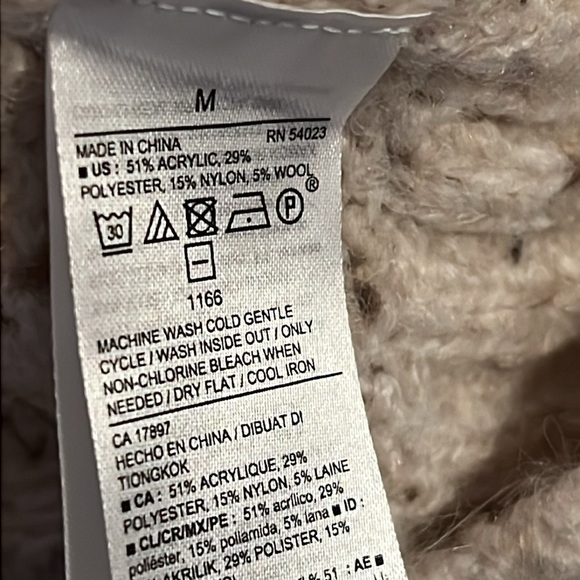 M
MADE IN CHINA RN 54023
■ US : 51% ACRYLIC, 29%
POLYESTER, 15% NYLON, 5% WOOL
30 P ®
1166
MACHINE WASH COLD GENTLE
CYCLE / WASH INSIDE OUT / ONLY
NON-CHLORINE BLEACH WHEN
NEEDED / DRY FLAT / COOL IRON
CA 17897
HECHO EN CHINA / DIBUAT DI
TIONGKOK
■ CA : 51% ACRYLIQUE, 29%
POLYESTER, 15% NYLON, 5% LAINE
■ CL/CR/MX/PE : 51% acrílico, 29%
poliéster, 15% poliamida, 5% lana ■ ID :
AKRILIK, 29% POLISTER, 15%
% 51 : AE ■